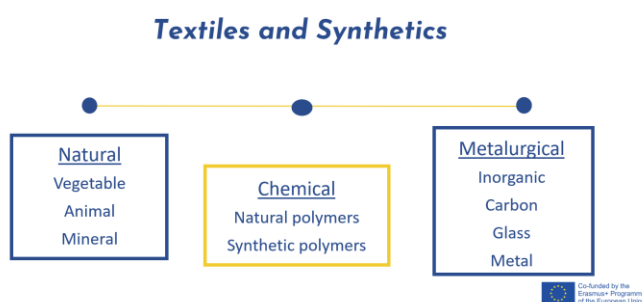 Textiles and Synthetics
Natural
Vegetable
Animal
Mineral
Chemical
Natural polymers
Synthetic polymers
Metalurgical
Inorganic
Carbon
Glass
Metal
Co-funded by the
Erasmus+ Programme
of the European